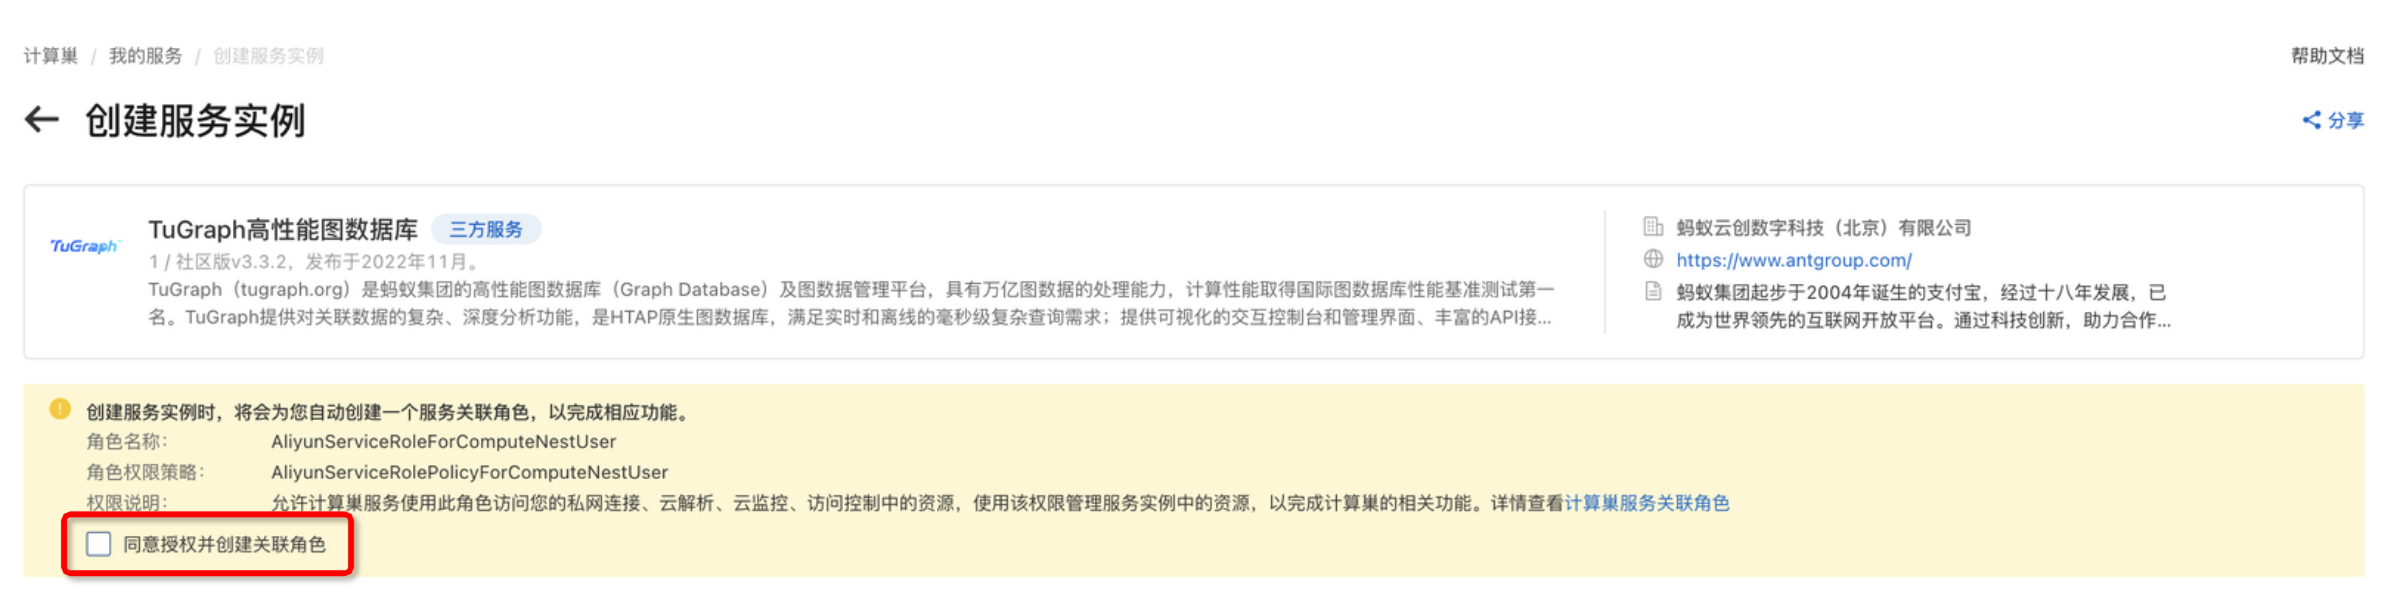 计算巢 / 我的服务 / 创建服务实例
帮助文档
创建服务实例
分享
TuGraph
TuGraph高性能图数据库 三方服务
1 / 社区版v3.3.2，发布于2022年11月。
TuGraph（tugraph.org）是蚂蚁集团的高性能图数据库（Graph Database）及图数据管理平台，具有万亿图数据的处理能力，计算性能取得国际图数据库性能基准测试第一
名。TuGraph提供对关联数据的复杂、深度分析功能，是HTAP原生图数据库，满足实时和离线的毫秒级复杂查询需求；提供可视化的交互控制台和管理界面、丰富的API接...
蚂蚁云创数字科技（北京）有限公司
https://www.antgroup.com/
蚂蚁集团起步于2004年诞生的支付宝，经过十八年发展，已
成为世界领先的互联网开放平台。通过科技创新，助力合作...
创建服务实例时，将会为您自动创建一个服务关联角色，以完成相应功能。
角色名称： AliyunServiceRoleForComputeNestUser
角色权限策略： AliyunServiceRolePolicyForComputeNestUser
权限说明： 允许计算巢服务使用此角色访问您的私网连接、云解析、云监控、访问控制中的资源，使用该权限管理服务实例中的资源，以完成计算巢的相关功能。详情查看计算巢服务关联角色
同意授权并创建关联角色